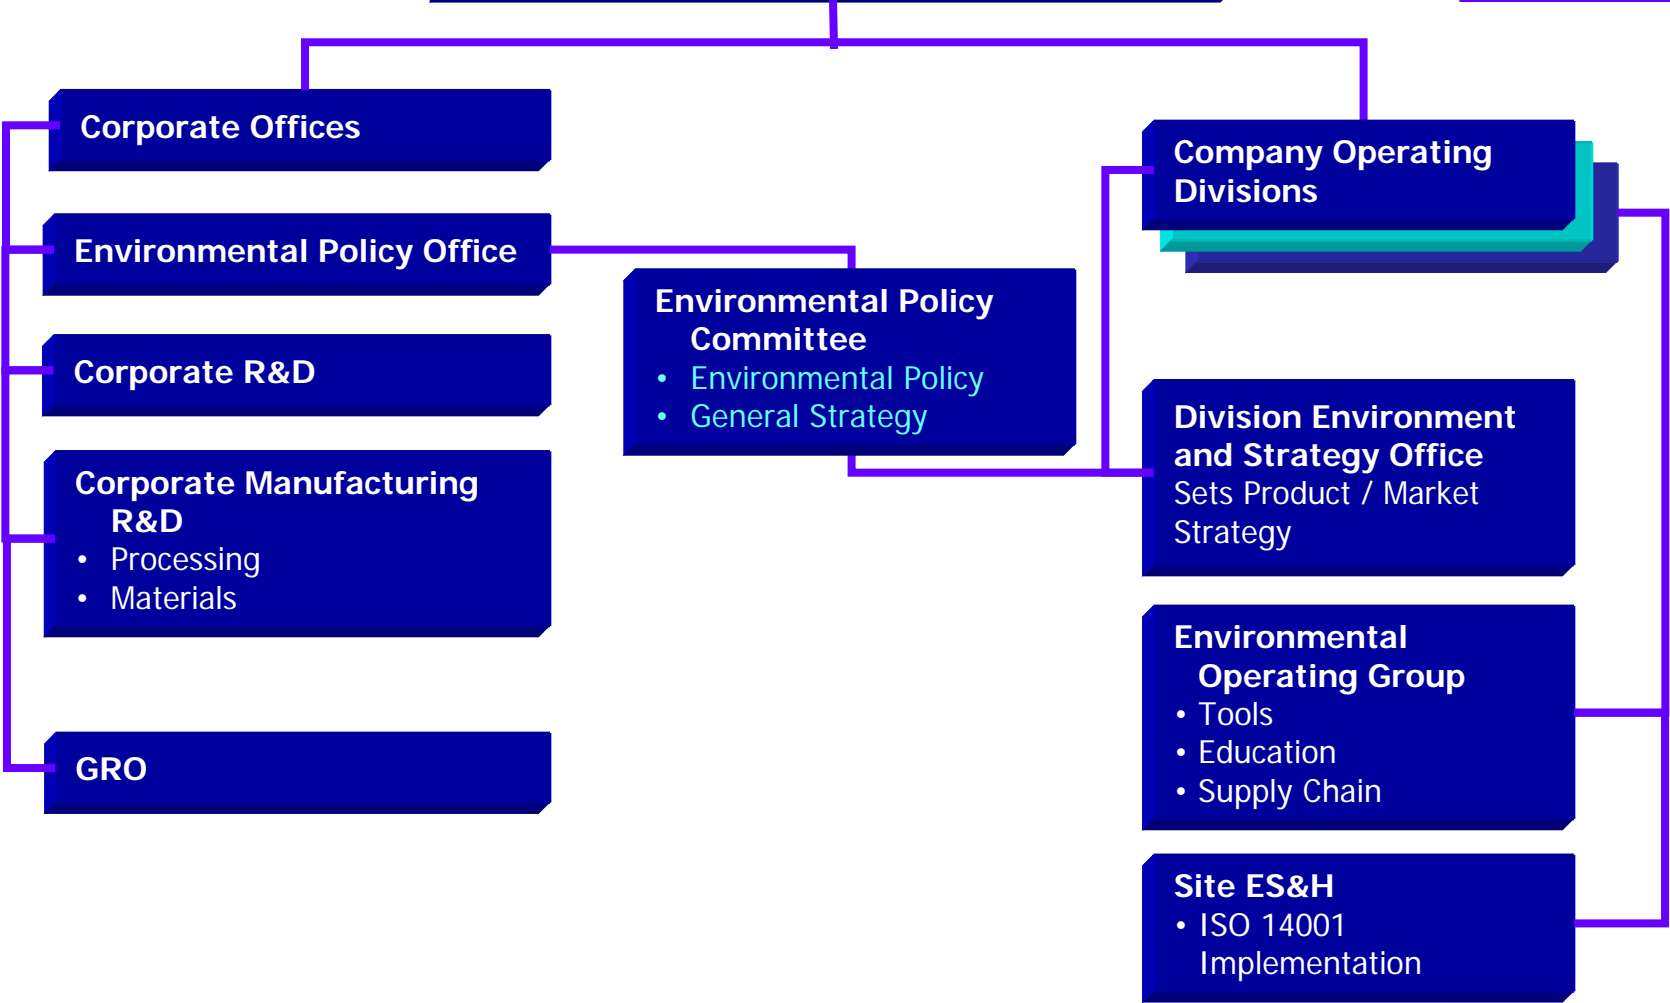 Corporate Offices
Environmental Policy Office
Corporate R&D
Corporate Manufacturing
R&D
• Processing
• Materials
GRO
Environmental Policy
Committee
• Environmental Policy
• General Strategy
Company Operating
Divisions
Division Environment
and Strategy Office
Sets Product / Market
Strategy
Environmental
Operating Group
• Tools
• Education
• Supply Chain
Site ES&H
• ISO 14001
Implementation